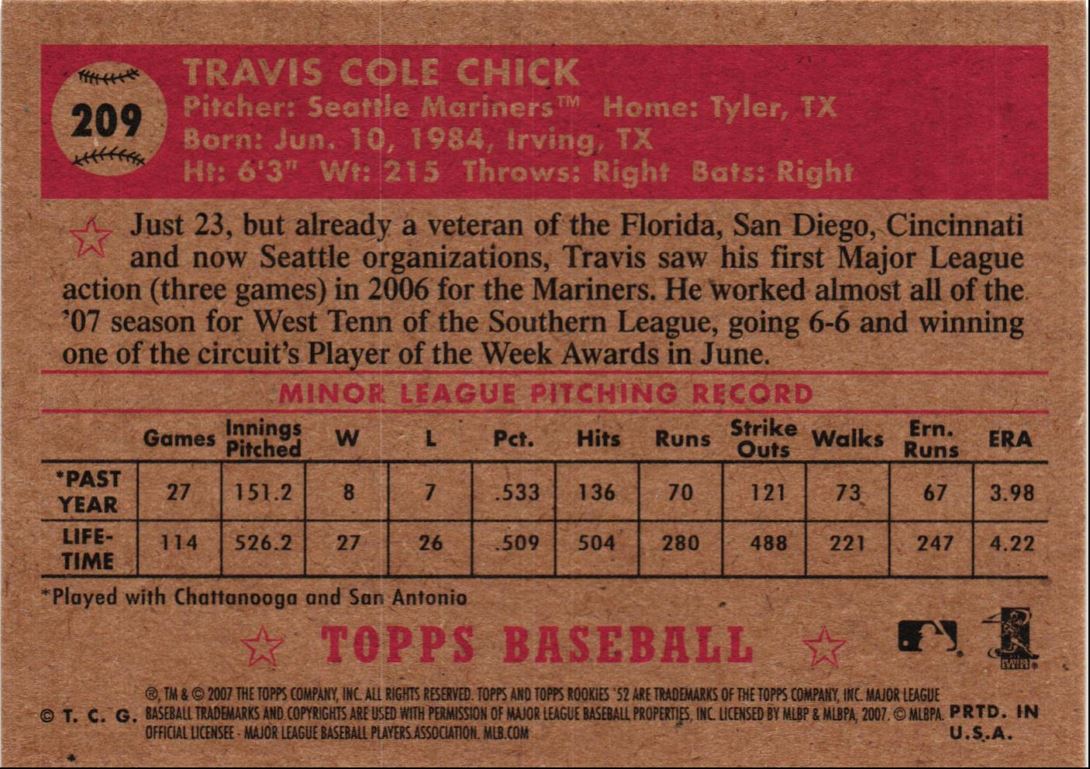 209
TRAVIS COLE CHICK
Pitcher: Seattle Mariners™ Home: Tyler, TX
Born: Jun. 10, 1984, Irving, TX
Ht: 6'3" Wt: 215 Throws: Right Bats: Right
Just 23, but already a veteran of the Florida, San Diego, Cincinnati
and now Seattle organizations, Travis saw his first Major League
action (three games) in 2006 for the Mariners. He worked almost all of the
'07 season for West Tenn of the Southern League, going 6-6 and winning
one of the circuit's Player of the Week Awards in June.
MINOR LEAGUE PITCHING RECORD
Games Innings Pitched W L Pct. Hits Runs Strike Outs Walks Ern. Runs ERA
*PAST YEAR 27 151.2 8 7 .533 136 70 121 73 67 3.98
LIFE-TIME 114 526.2 27 26 .509 504 280 488 221 247 4.22
*Played with Chattanooga and San Antonio
TOPPS BASEBALL
®, TM & © 2007 THE TOPPS COMPANY, INC. ALL RIGHTS RESERVED. TOPPS AND TOPPS ROOKIES '52 ARE TRADEMARKS OF THE TOPPS COMPANY, INC. MAJOR LEAGUE
© T. C. G. BASEBALL TRADEMARKS AND COPYRIGHTS ARE USED WITH PERMISSION OF MAJOR LEAGUE BASEBALL PROPERTIES, INC. LICENSED BY MLBP & MLBPA, 2007. © MLBPA. PRTD. IN
OFFICIAL LICENSEE - MAJOR LEAGUE BASEBALL PLAYERS ASSOCIATION. MLB.COM U.S.A.